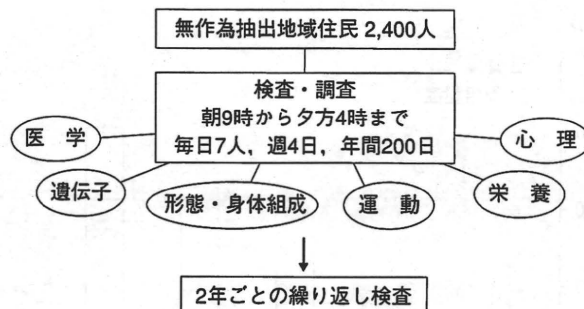 無作為抽出地域住民 2,400人
検査・調査
朝9時から夕方4時まで
毎日7人，週4日，年間200日
医　学
心　理
遺伝子
形態・身体組成
運　動
栄　養
2年ごとの繰り返し検査